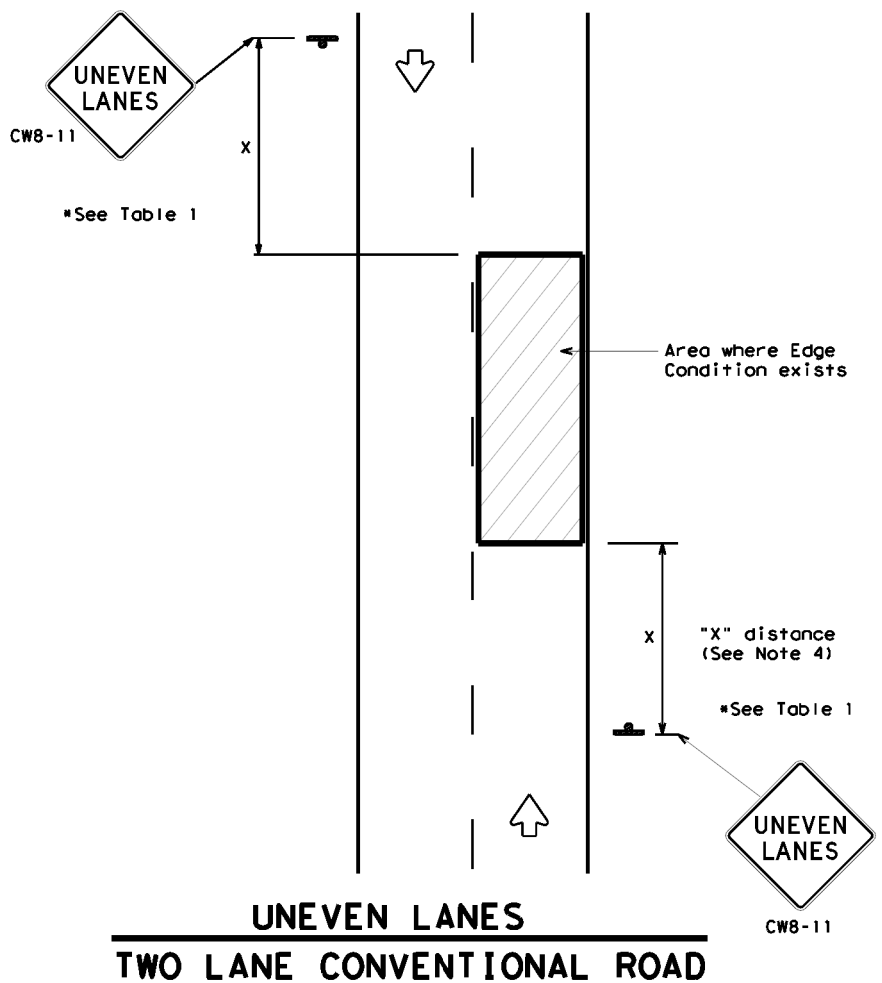 UNEVEN
LANES
CW8-11
X
*See Table 1
Area where Edge
Condition exists
X
"X" distance
(See Note 4)
*See Table 1
UNEVEN
LANES
CW8-11
UNEVEN LANES
TWO LANE CONVENTIONAL ROAD